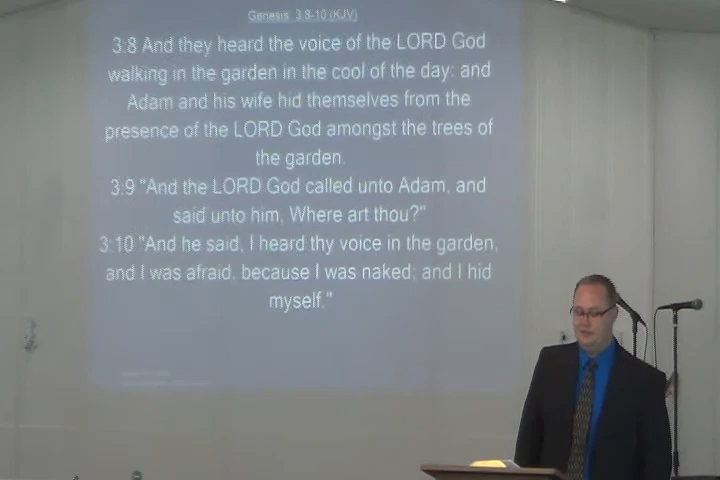 Genesis 3:8-10 (KJV)
3:8 And they heard the voice of the LORD God
walking in the garden in the cool of the day: and
Adam and his wife hid themselves from the
presence of the LORD God amongst the trees of
the garden.
3:9 "And the LORD God called unto Adam, and
said unto him, Where art thou?"
3:10 "And he said, I heard thy voice in the garden,
and I was afraid, because I was naked; and I hid
myself."